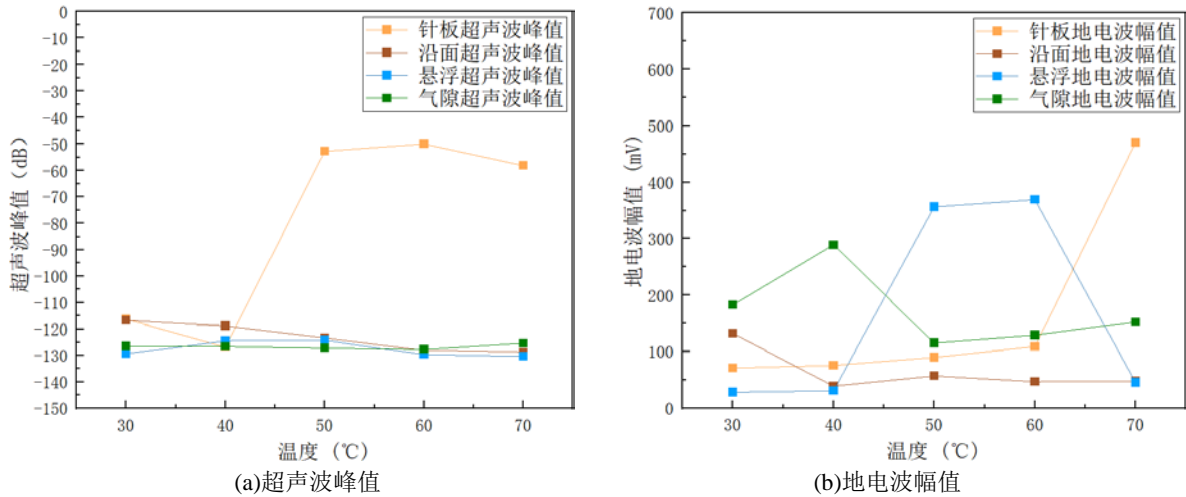 0
-10
-20
-30
-40
-50
-60
-70
-80
-90
-100
-110
-120
-130
-140
-150
超声波峰值（dB）
针板超声波峰值
沿面超声波峰值
悬浮超声波峰值
气隙超声波峰值
30 40 50 60 70
温度 (℃)
(a)超声波峰值
700
600
500
400
300
200
100
0
地电波幅值 (mV)
针板地电波幅值
沿面地电波幅值
悬浮地电波幅值
气隙地电波幅值
30 40 50 60 70
温度 (℃)
(b)地电波幅值